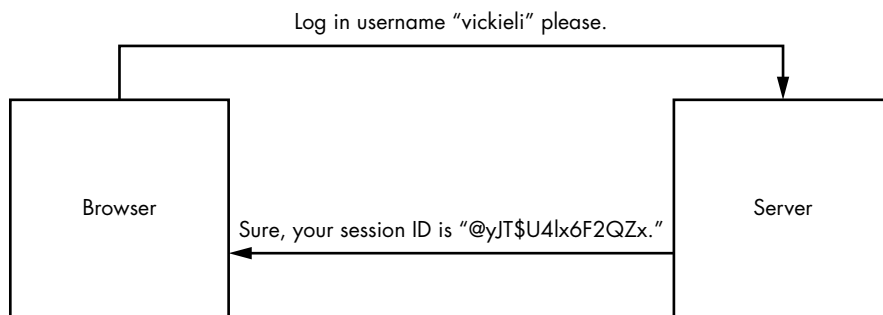 Log in username “vickieli” please.
Browser
Server
Sure, your session ID is “@yJT$U4lx6F2QZx.”